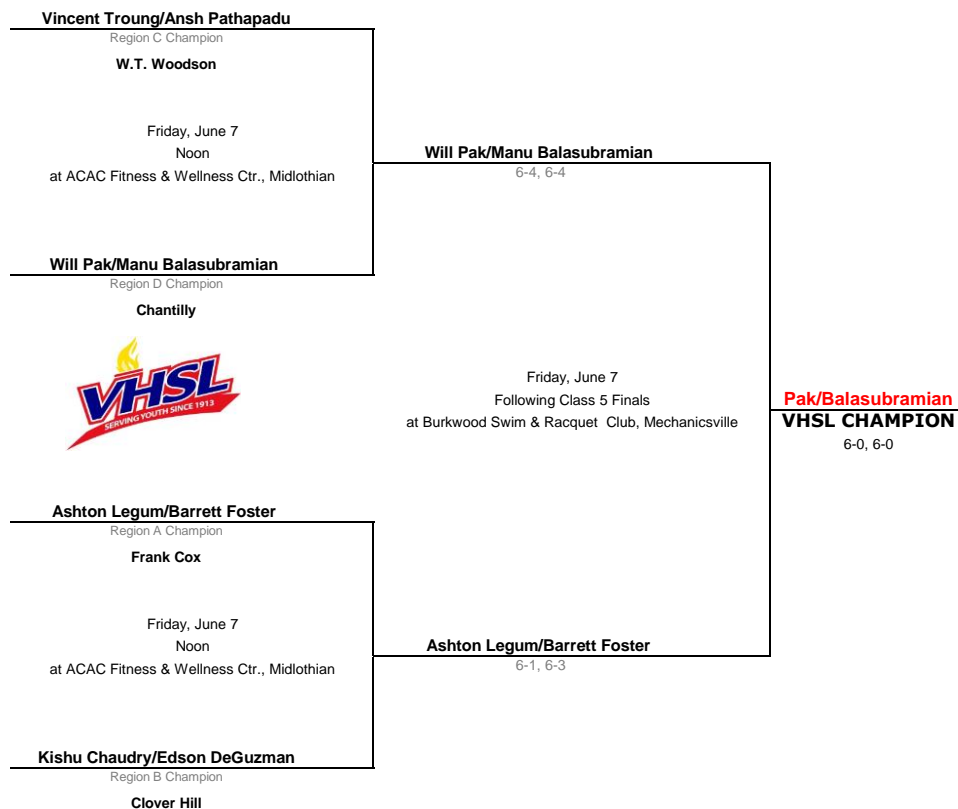 Vincent Troung/Ansh Pathapadu
Region C Champion
W.T. Woodson
Friday, June 7
Noon
at ACAC Fitness & Wellness Ctr., Midlothian
Will Pak/Manu Balasubramian
6-4, 6-4
Will Pak/Manu Balasubramian
Region D Champion
Chantilly
VHSL
SERVING YOUTH SINCE 1913
Friday, June 7
Following Class 5 Finals
at Burkwood Swim & Racquet Club, Mechanicsville
Pak/Balasubramian
VHSL CHAMPION
6-0, 6-0
Ashton Legum/Barrett Foster
Region A Champion
Frank Cox
Friday, June 7
Noon
at ACAC Fitness & Wellness Ctr., Midlothian
Ashton Legum/Barrett Foster
6-1, 6-3
Kishu Chaudry/Edson DeGuzman
Region B Champion
Clover Hill